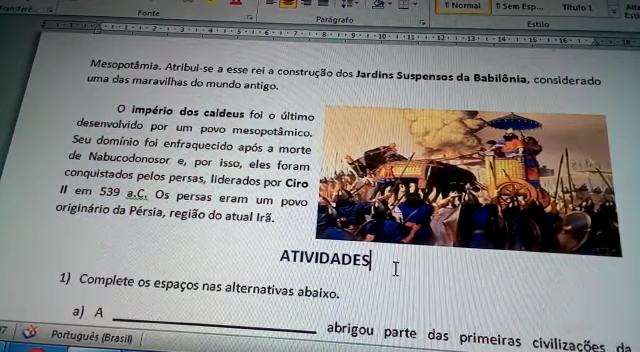 Fonte
Parágrafo
Estilo
¶ Normal
¶ Sem Esp...
Título 1
Mesopotâmia. Atribui-se a esse rei a construção dos Jardins Suspensos da Babilônia, considerado
uma das maravilhas do mundo antigo.
O império dos caldeus foi o último
desenvolvido por um povo mesopotâmico.
Seu domínio foi enfraquecido após a morte
de Nabucodonosor e, por isso, eles foram
conquistados pelos persas, liderados por Ciro
II em 539 a.C. Os persas eram um povo
originário da Pérsia, região do atual Irã.
ATIVIDADES
1) Complete os espaços nas alternativas abaixo.
a) A ____________________ abrigou parte das primeiras civilizações da
Português (Brasil)